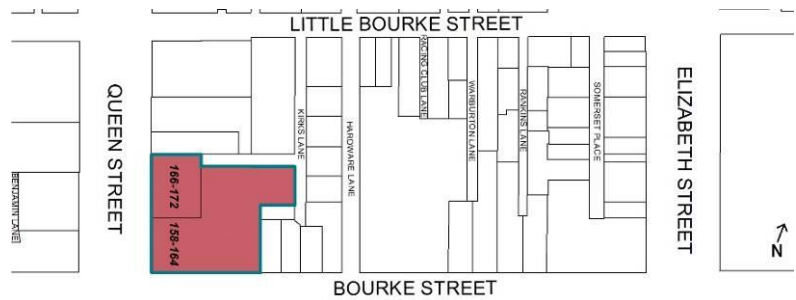 LITTLE BOURKE STREET
QUEEN STREET
KIRKS LANE
HARDWARE LANE
RACING CLUB LANE
WARBURTON LANE
RANKINS LANE
SOMERSET PLACE
ELIZABETH STREET
BENJAMIN LANE
166-172
158-164
N
BOURKE STREET